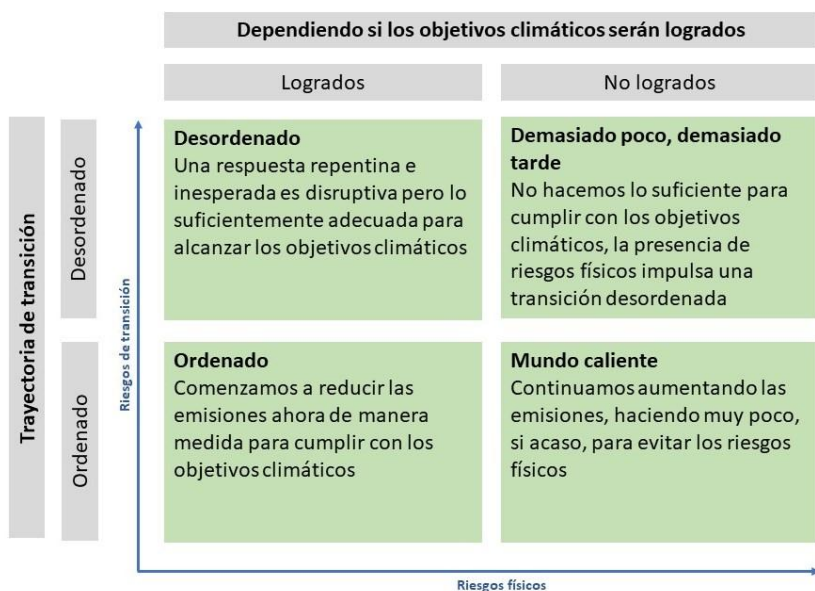 Dependiendo si los objetivos climáticos serán logrados
Logrados
No logrados
Trayectoria de transición
Desordenado
Ordenado
Riesgos de transición
Desordenado
Una respuesta repentina e
inesperada es disruptiva pero lo
suficientemente adecuada para
alcanzar los objetivos climáticos
Demasiado poco, demasiado
tarde
No hacemos lo suficiente para
cumplir con los objetivos
climáticos, la presencia de
riesgos físicos impulsa una
transición desordenada
Ordenado
Comenzamos a reducir las
emisiones ahora de manera
medida para cumplir con los
objetivos climáticos
Mundo caliente
Continuamos aumentando las
emisiones, haciendo muy poco,
si acaso, para evitar los riesgos
físicos
Riesgos físicos